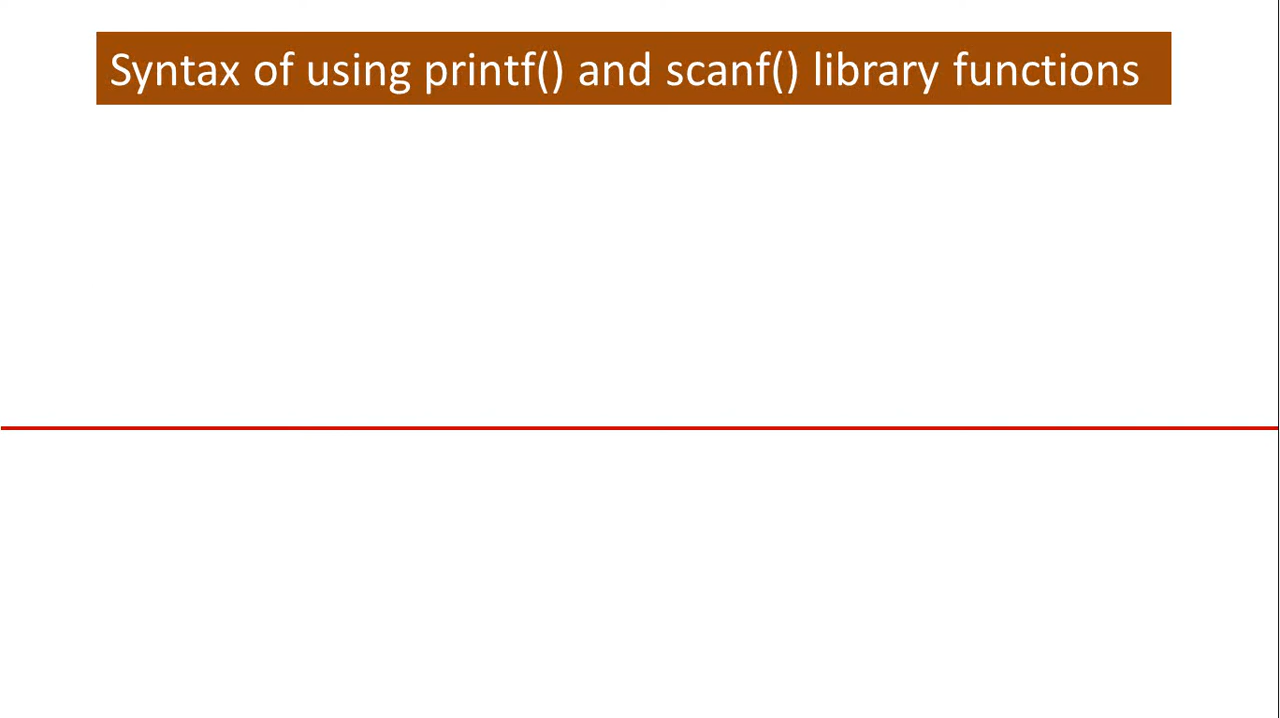 Syntax of using printf() and scanf() library functions